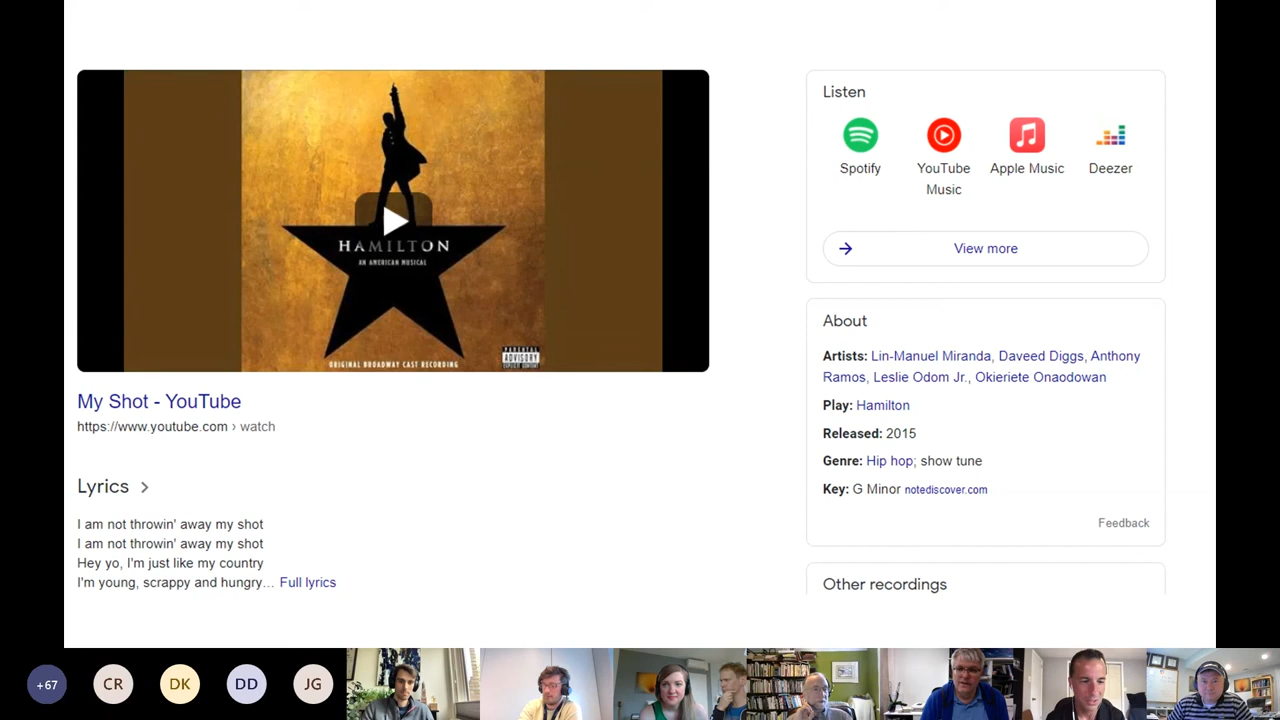 HAMILTON
AN AMERICAN MUSICAL
ORIGINAL BROADWAY CAST RECORDING
PARENTAL
ADVISORY
EXPLICIT CONTENT
My Shot - YouTube
https://www.youtube.com › watch
Lyrics
I am not throwin' away my shot
I am not throwin' away my shot
Hey yo, I'm just like my country
I'm young, scrappy and hungry… Full lyrics
Listen
Spotify
YouTube
Music
Apple Music
Deezer
View more
About
Artists: Lin-Manuel Miranda, Daveed Diggs, Anthony
Ramos, Leslie Odom Jr., Okieriete Onaodowan
Play: Hamilton
Released: 2015
Genre: Hip hop; show tune
Key: G Minor notediscover.com
Feedback
Other recordings
+67
CR
DK
DD
JG